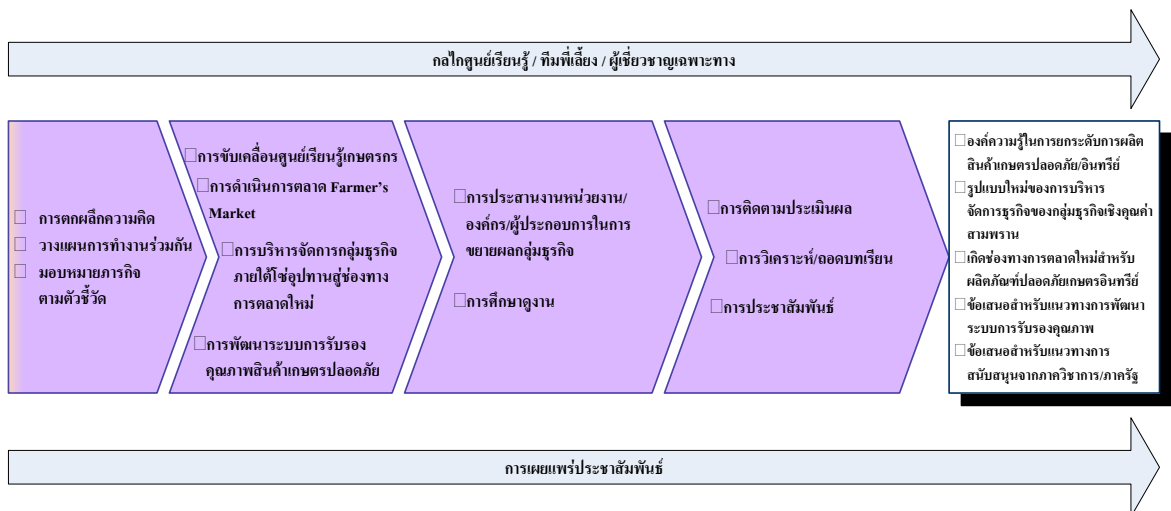 กลไกศูนย์เรียนรู้ / ทีมพี่เลี้ยง / ผู้เชี่ยวชาญเฉพาะทาง
การตกผลึกความคิด
วางแผนการทำงานร่วมกัน
มอบหมายภารกิจ
ตามตัวชี้วัด
การขับเคลื่อนศูนย์เรียนรู้เกษตรกร
การดำเนินการตลาด Farmer’s
Market
การบริหารจัดการกลุ่มธุรกิจ
ภายใต้โซ่อุปทานสู่ช่องทาง
การตลาดใหม่
การพัฒนาระบบการรับรอง
คุณภาพสินค้าเกษตรปลอดภัย
การประสานงานหน่วยงาน/
องค์กร/ผู้ประกอบการในการ
ขยายผลกลุ่มธุรกิจ
การศึกษาดูงาน
การติดตามประเมินผล
การวิเคราะห์/ถอดบทเรียน
การประชาสัมพันธ์
องค์ความรู้ในการยกระดับการผลิต
สินค้าเกษตรปลอดภัย/อินทรีย์
รูปแบบใหม่ของการบริหาร
จัดการธุรกิจของกลุ่มธุรกิจเชิงคุณค่า
สามพราน
เกิดช่องทางการตลาดใหม่สำหรับ
ผลิตภัณฑ์ปลอดภัยเกษตรอินทรีย์
ข้อเสนอสำหรับแนวทางการพัฒนา
ระบบการรับรองคุณภาพ
ข้อเสนอสำหรับแนวทางการ
สนับสนุนจากภาควิชาการ/ภาครัฐ
การเผยแพร่ประชาสัมพันธ์